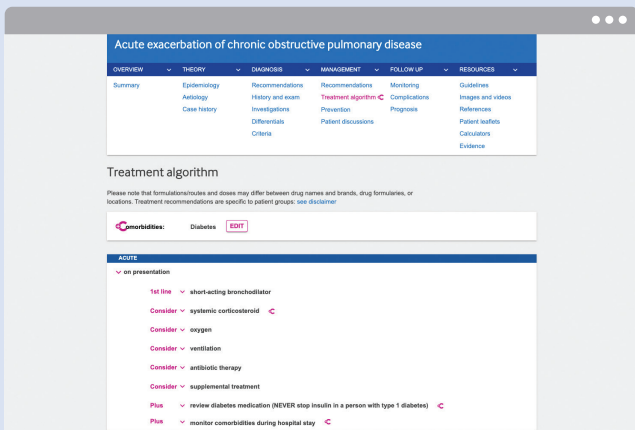 Acute exacerbation of chronic obstructive pulmonary disease
OVERVIEW THEORY DIAGNOSIS MANAGEMENT FOLLOW UP RESOURCES
Summary Epidemiology Recommendations Recommendations Monitoring Guidelines
Aetiology History and exam Treatment algorithm Complications Images and videos
Case history Investigations Prevention Prognosis References
Differentials Patient discussions Patient leaflets
Criteria Calculators
Evidence
Treatment algorithm
Please note that formulations/routes and doses may differ between drug names and brands, drug formularies, or
locations. Treatment recommendations are specific to patient groups: see disclaimer
Comorbidities: Diabetes EDIT
ACUTE
on presentation
1st line short-acting bronchodilator
Consider systemic corticosteroid
Consider oxygen
Consider ventilation
Consider antibiotic therapy
Consider supplemental treatment
Plus review diabetes medication (NEVER stop insulin in a person with type 1 diabetes)
Plus monitor comorbidities during hospital stay